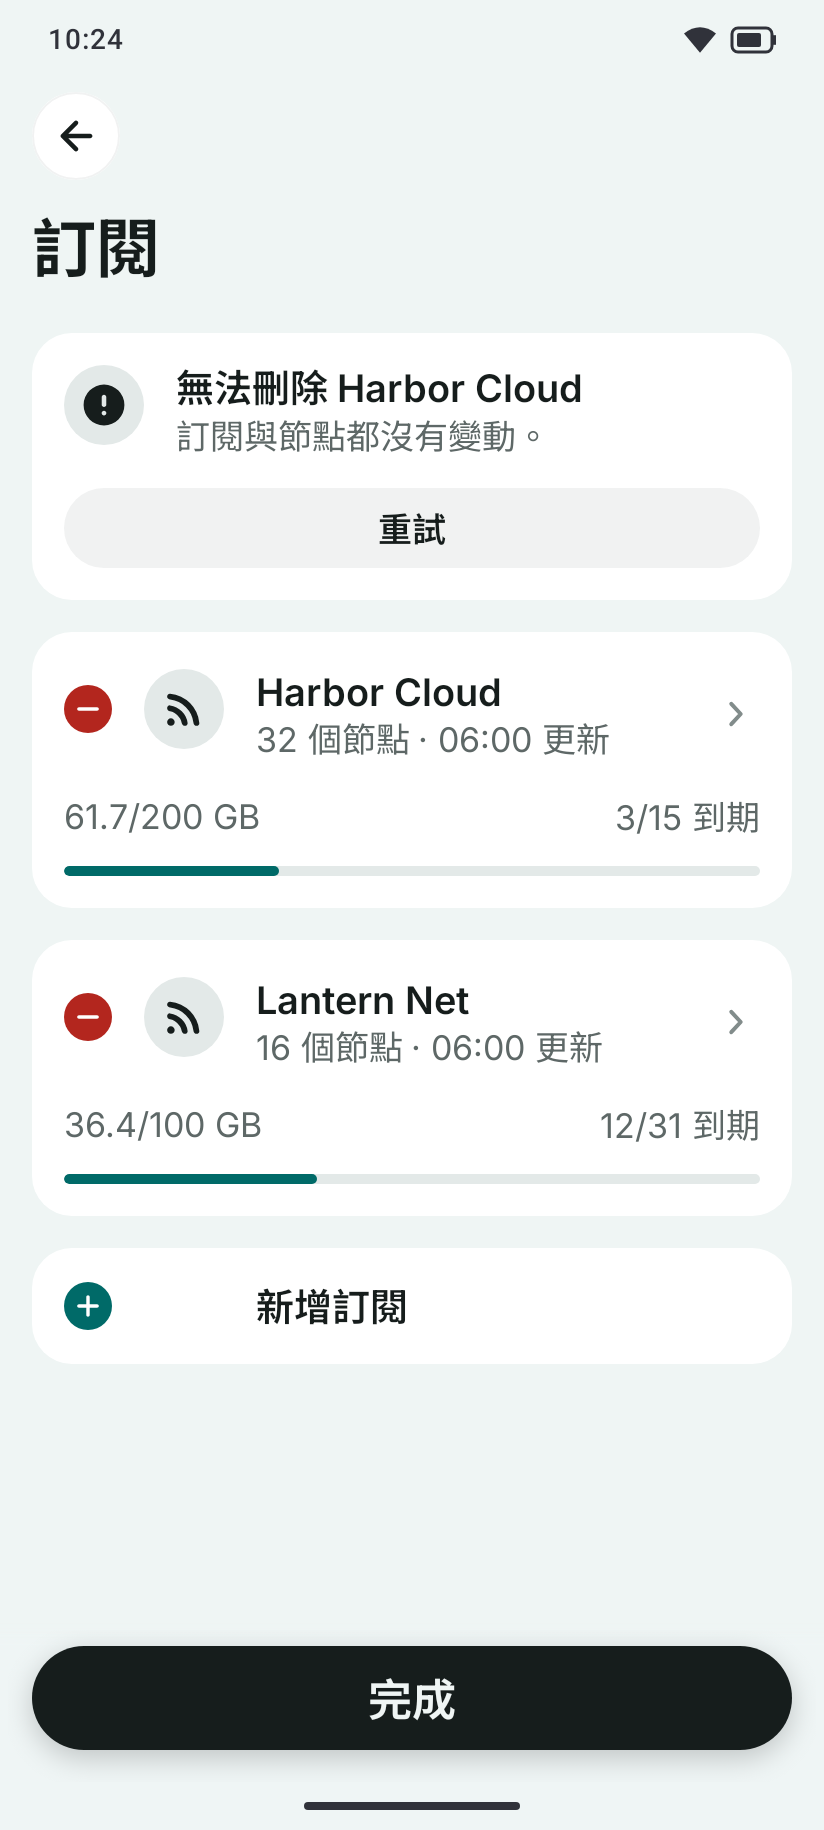 10:24
訂閱
無法刪除 Harbor Cloud
訂閱與節點都沒有變動。
重試
Harbor Cloud
32 個節點 · 06:00 更新
61.7/200 GB
3/15 到期
Lantern Net
16 個節點 · 06:00 更新
36.4/100 GB
12/31 到期
新增訂閱
完成